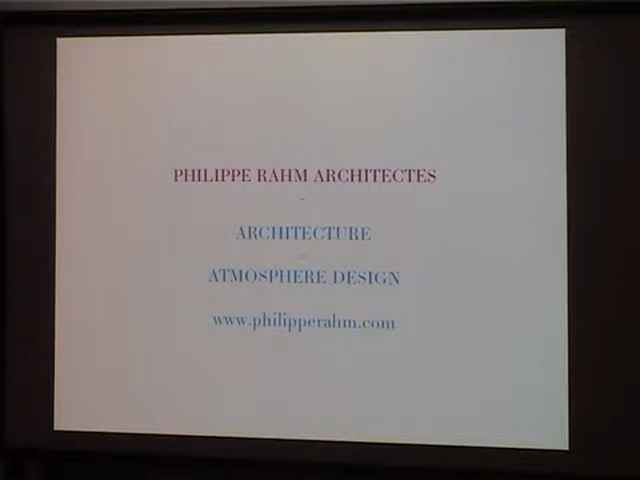 PHILIPPE RAHM ARCHITECTES
-
ARCHITECTURE
=
ATMOSPHERE DESIGN
www.philipperahm.com